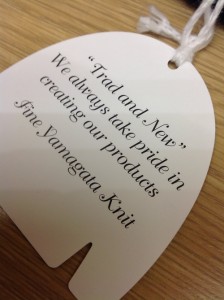 “Trad and New”
We always take pride in
creating our products
fine Yamagata Knit